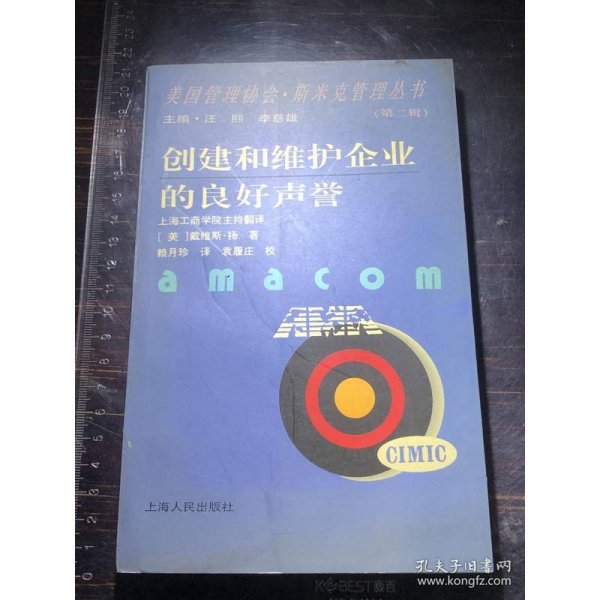 美国管理协会·斯米克管理丛书
主编·汪熙 李慈雄 (第二辑)
创建和维护企业
的良好声誉
上海工商学院主持翻译
[美]戴维斯·扬 著
赖月珍 译 袁履庄 校
amacom
AMA
CIMIC
上海人民出版社
孔夫子旧书网
www.kongfz.com